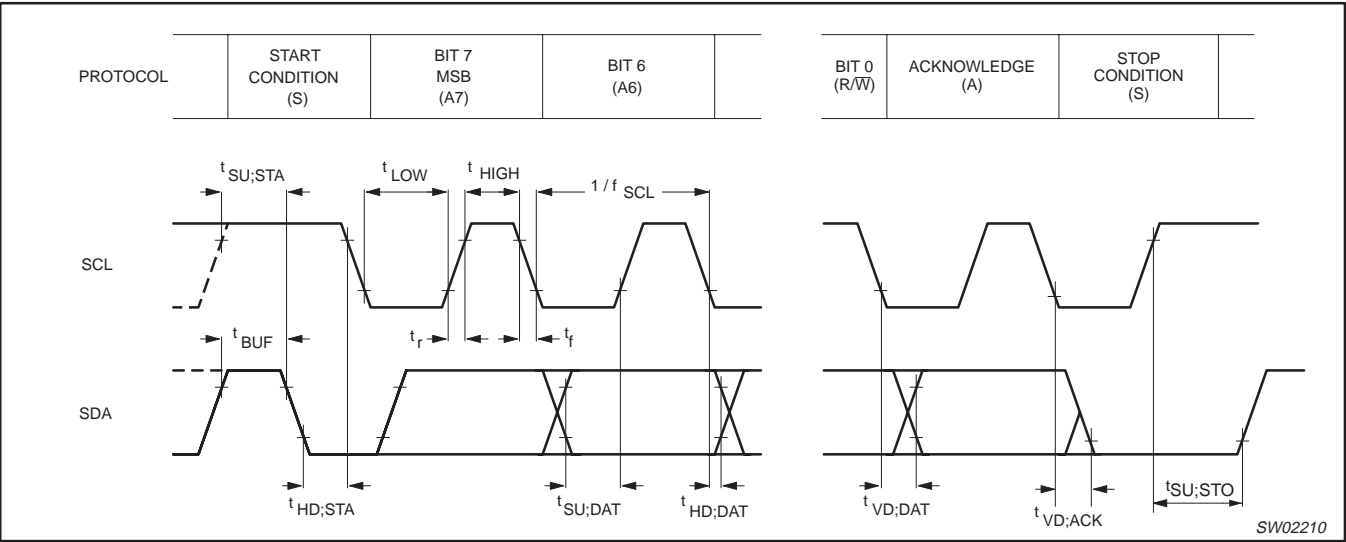 PROTOCOL
START
CONDITION
(S)
BIT 7
MSB
(A7)
BIT 6
(A6)
BIT 0
(R/W̅)
ACKNOWLEDGE
(A)
STOP
CONDITION
(S)
t SU;STA
t LOW
t HIGH
1 / f SCL
SCL
t BUF
t r
t f
SDA
t HD;STA
t SU;DAT
t HD;DAT
t VD;DAT
t VD;ACK
t SU;STO
SW02210